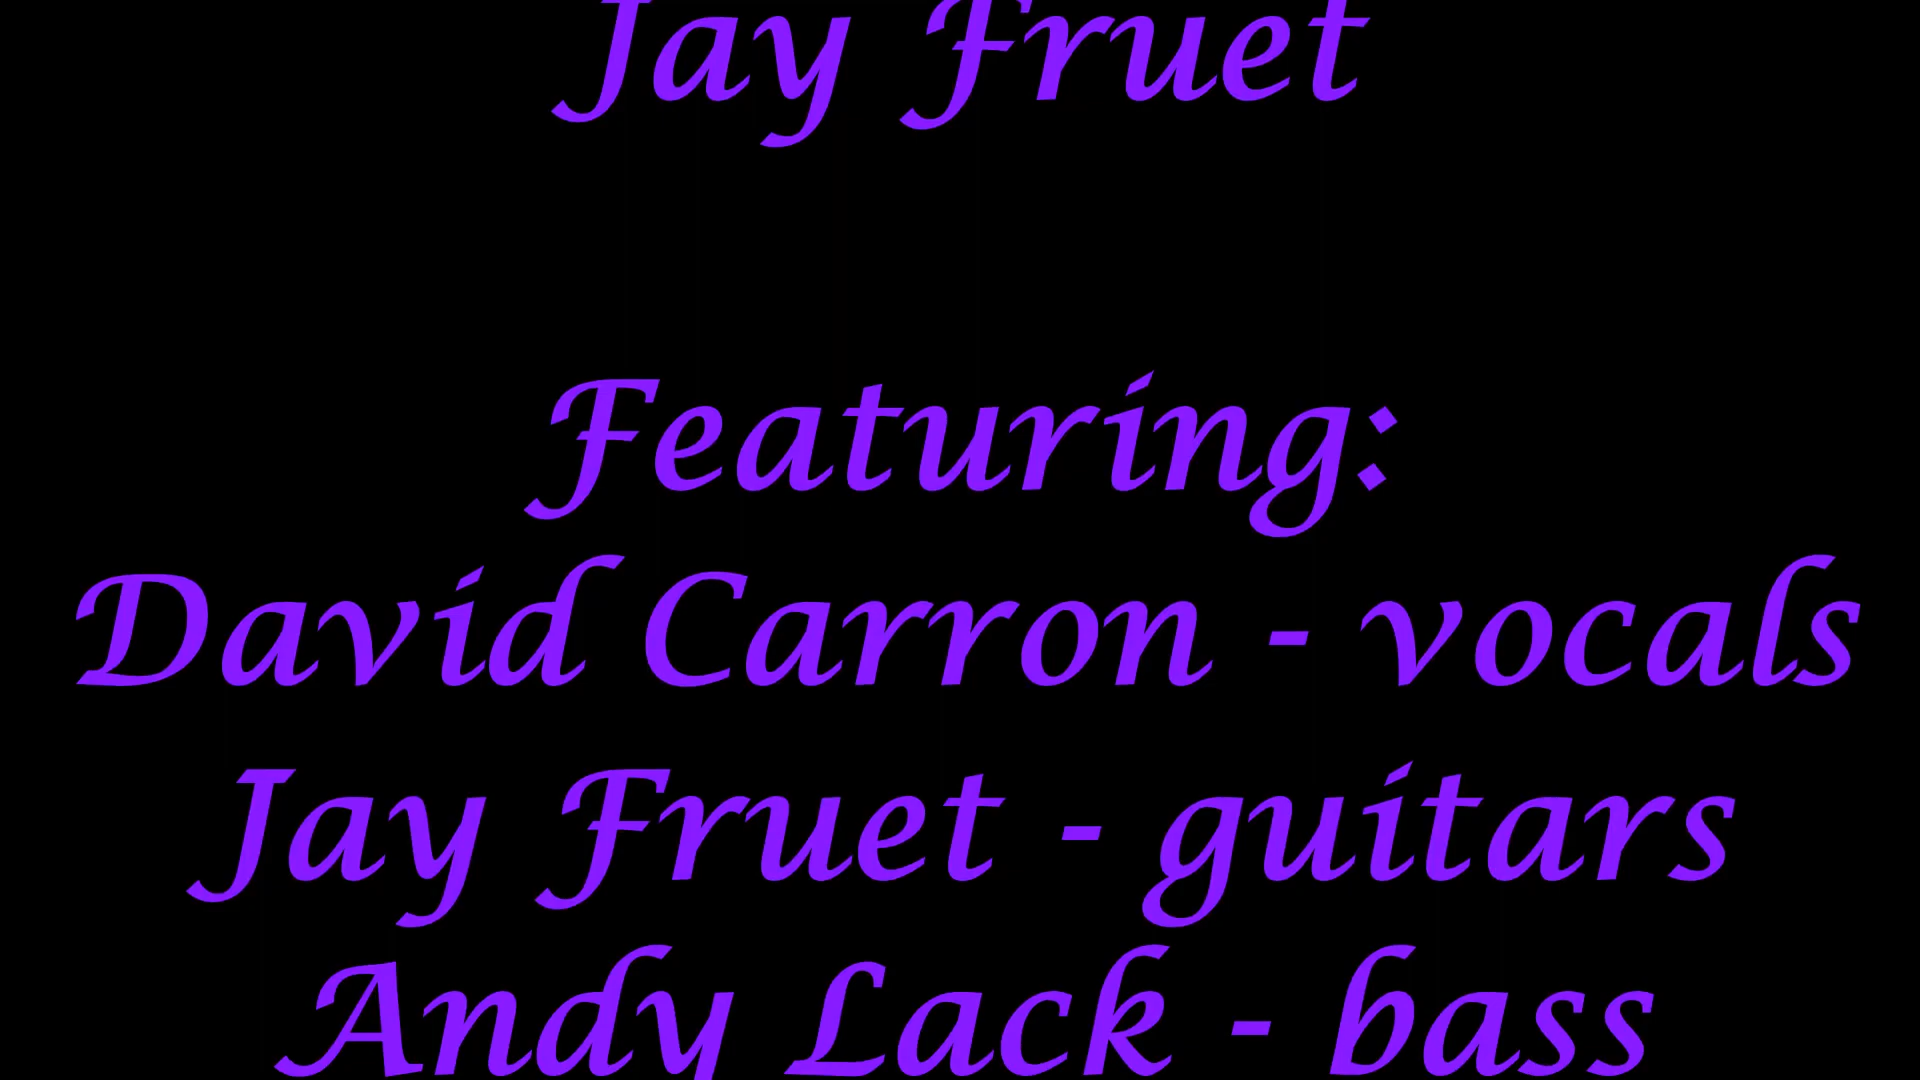 Jay Fruet
Featuring:
David Carron - vocals
Jay Fruet - guitars
Andy Lack - bass